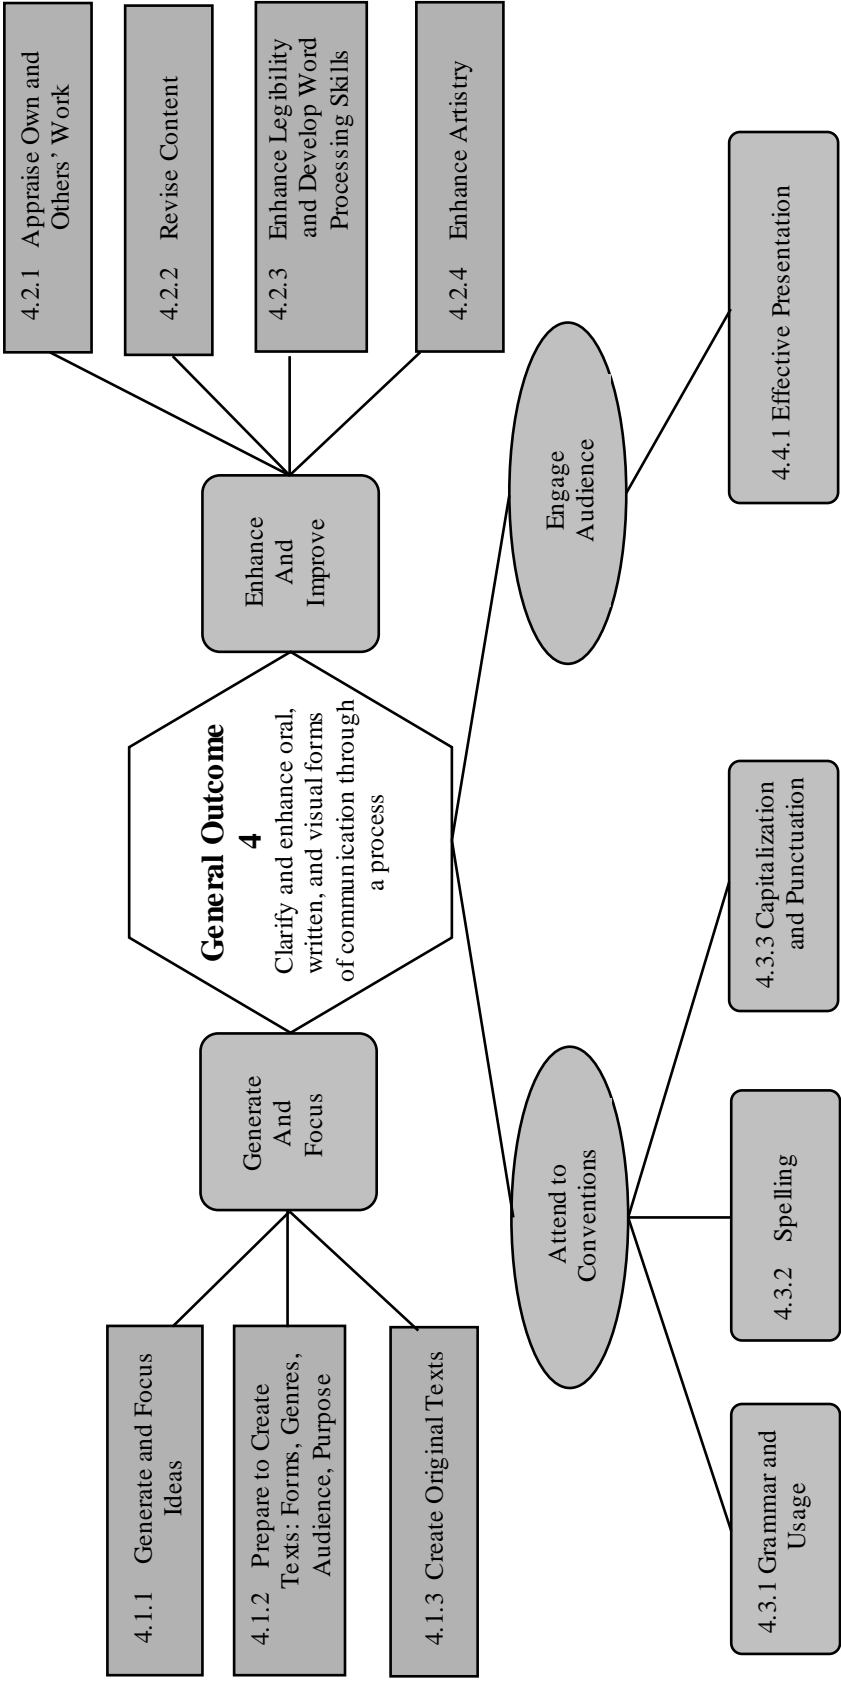 General Outcome
4
Clarify and enhance oral,
written, and visual forms
of communication through
a process
Generate
And
Focus
4.1.1 Generate and Focus
Ideas
4.1.2 Prepare to Create
Texts: Forms, Genres,
Audience, Purpose
4.1.3 Create Original Texts
Enhance
And
Improve
4.2.1 Appraise Own and
Others’ Work
4.2.2 Revise Content
4.2.3 Enhance Legibility
and Develop Word
Processing Skills
4.2.4 Enhance Artistry
Attend to
Conventions
4.3.1 Grammar and
Usage
4.3.2 Spelling
4.3.3 Capitalization
and Punctuation
Engage
Audience
4.4.1 Effective Presentation